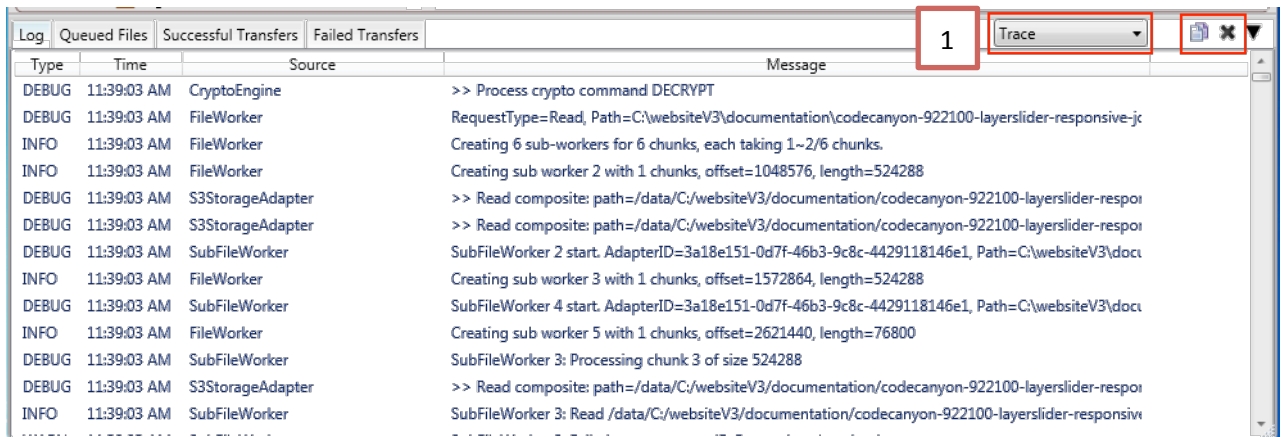 Log Queued Files Successful Transfers Failed Transfers 1 Trace
Type Time Source Message
DEBUG 11:39:03 AM CryptoEngine >> Process crypto command DECRYPT
DEBUG 11:39:03 AM FileWorker RequestType=Read, Path=C:\websiteV3\documentation\codecanyon-922100-layerslider-responsive-jc
INFO 11:39:03 AM FileWorker Creating 6 sub-workers for 6 chunks, each taking 1~2/6 chunks.
INFO 11:39:03 AM FileWorker Creating sub worker 2 with 1 chunks, offset=1048576, length=524288
DEBUG 11:39:03 AM S3StorageAdapter >> Read composite: path=/data/C:/websiteV3/documentation/codecanyon-922100-layerslider-respor
DEBUG 11:39:03 AM S3StorageAdapter >> Read composite: path=/data/C:/websiteV3/documentation/codecanyon-922100-layerslider-respor
DEBUG 11:39:03 AM SubFileWorker SubFileWorker 2 start. AdapterID=3a18e151-0d7f-46b3-9c8c-4429118146e1, Path=C:\websiteV3\docu
INFO 11:39:03 AM FileWorker Creating sub worker 3 with 1 chunks, offset=1572864, length=524288
DEBUG 11:39:03 AM SubFileWorker SubFileWorker 4 start. AdapterID=3a18e151-0d7f-46b3-9c8c-4429118146e1, Path=C:\websiteV3\docu
INFO 11:39:03 AM FileWorker Creating sub worker 5 with 1 chunks, offset=2621440, length=76800
DEBUG 11:39:03 AM SubFileWorker SubFileWorker 3: Processing chunk 3 of size 524288
DEBUG 11:39:03 AM S3StorageAdapter >> Read composite: path=/data/C:/websiteV3/documentation/codecanyon-922100-layerslider-respor
INFO 11:39:03 AM SubFileWorker SubFileWorker 3: Read /data/C:/websiteV3/documentation/codecanyon-922100-layerslider-responsive